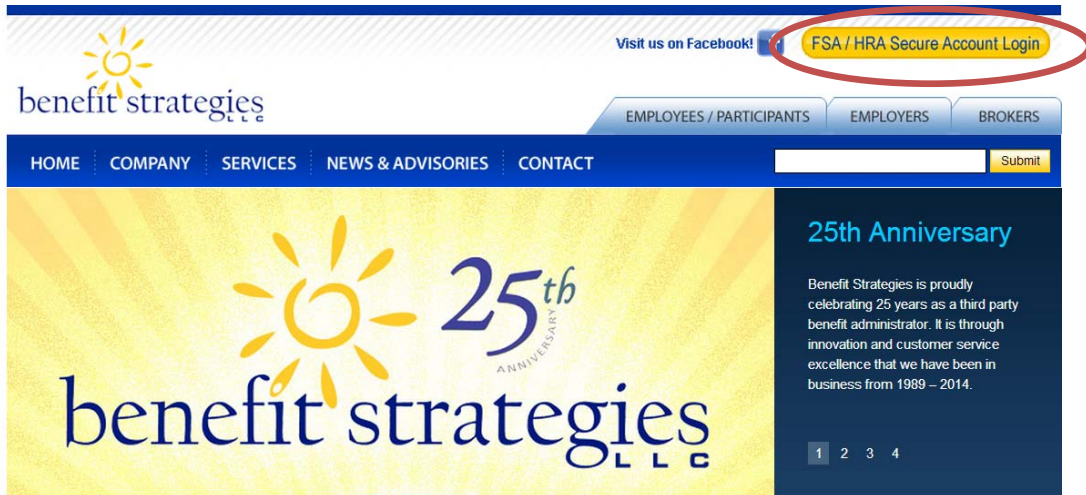 Visit us on Facebook!
FSA / HRA Secure Account Login
benefit strategies
LLC
EMPLOYEES / PARTICIPANTS EMPLOYERS BROKERS
HOME COMPANY SERVICES NEWS & ADVISORIES CONTACT Submit
25th
ANNIVERSARY
benefit strategies
LLC
25th Anniversary
Benefit Strategies is proudly
celebrating 25 years as a third party
benefit administrator. It is through
innovation and customer service
excellence that we have been in
business from 1989 – 2014.
1 2 3 4